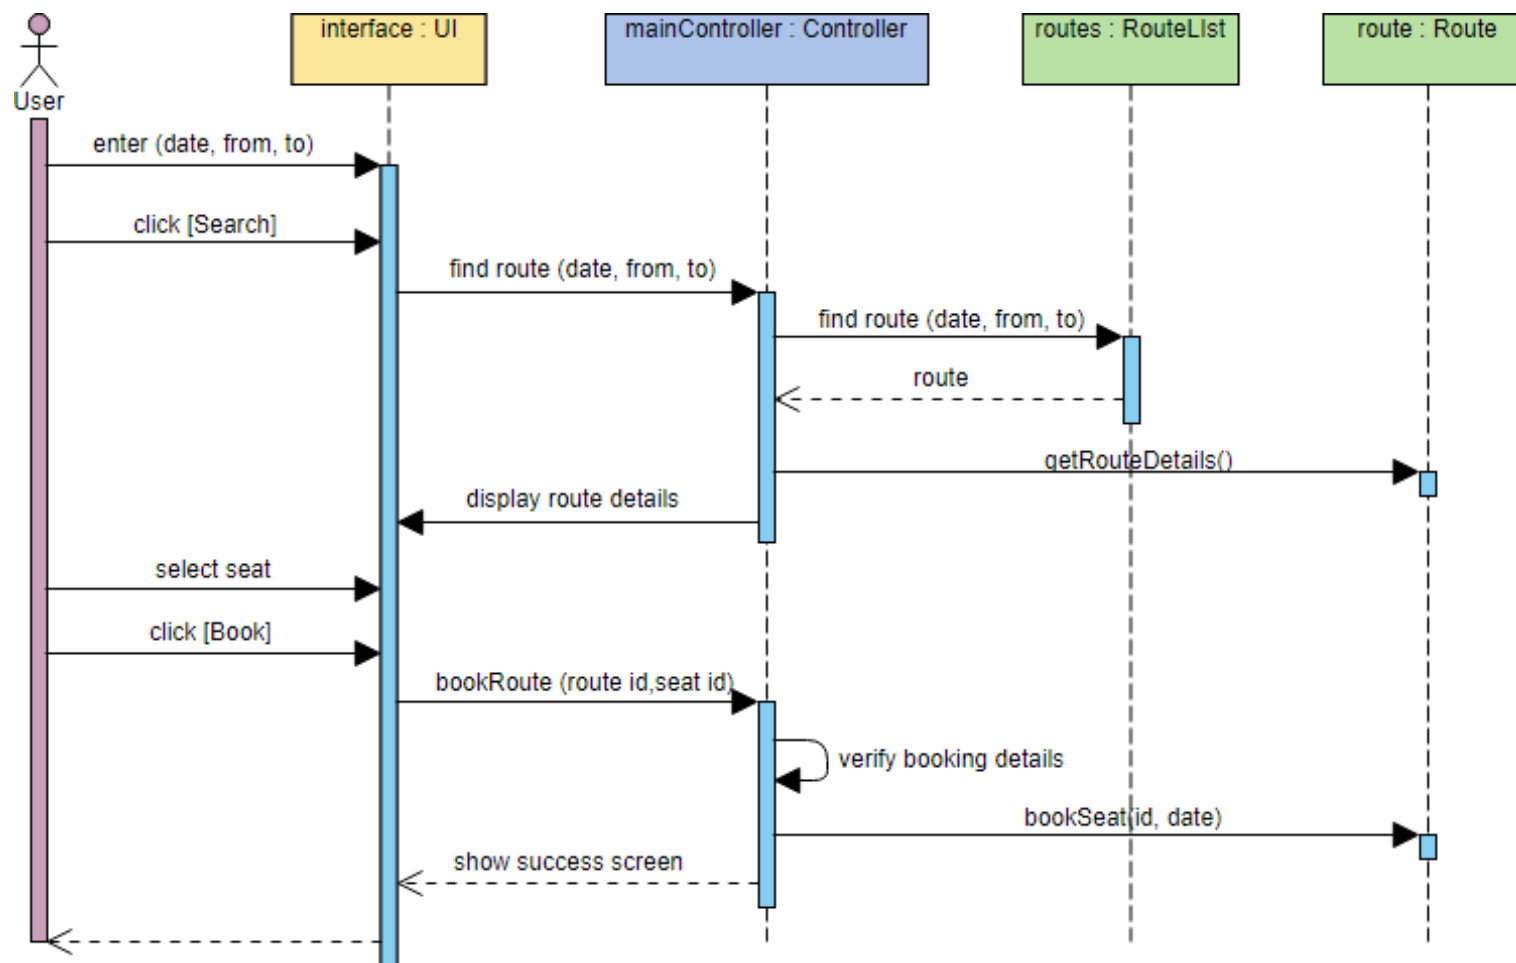 interface : UI
mainController : Controller
routes : RouteLIst
route : Route
User
enter (date, from, to)
click [Search]
find route (date, from, to)
find route (date, from, to)
route
getRouteDetails()
display route details
select seat
click [Book]
bookRoute (route id,seat id)
verify booking details
bookSeat(id, date)
show success screen